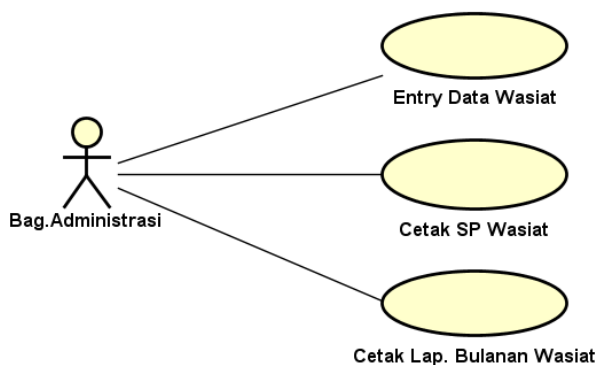 Entry Data Wasiat
Bag.Administrasi
Cetak SP Wasiat
Cetak Lap. Bulanan Wasiat